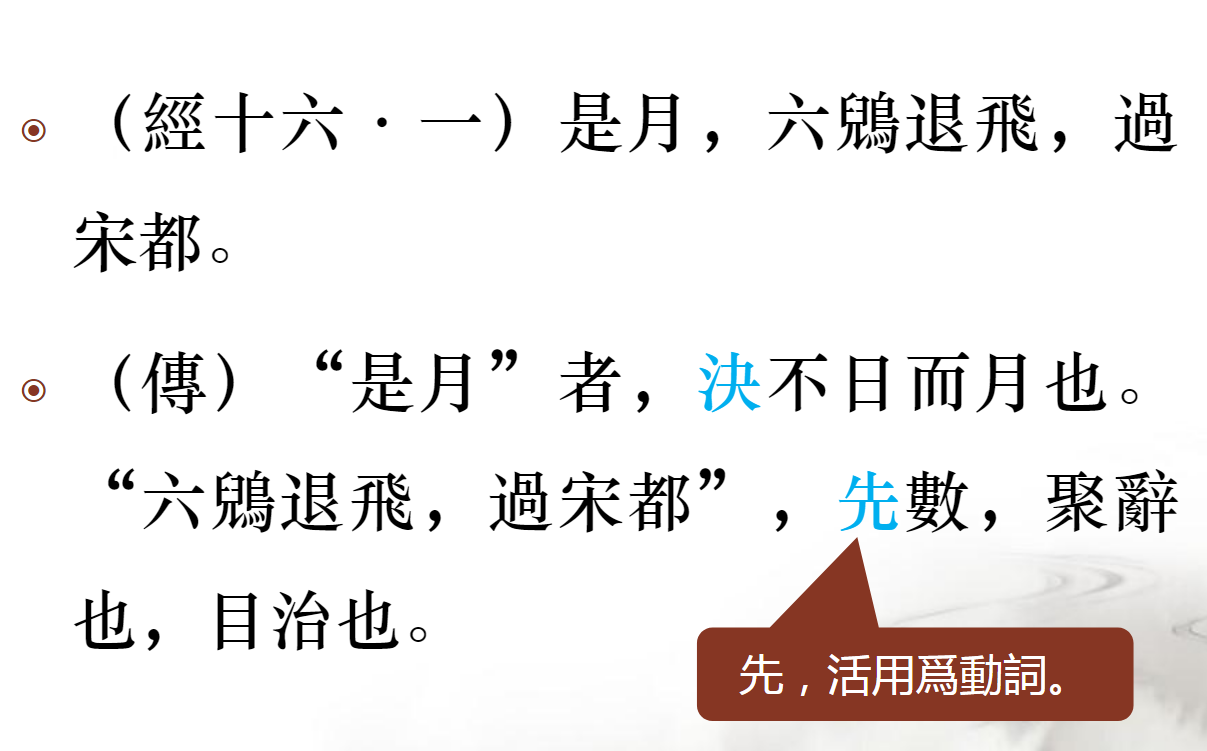 （經十六·一）是月，六鶂退飛，過
宋都。
（傳）“是月”者，決不日而月也。
“六鶂退飛，過宋都”，先數，聚辭
也，目治也。
先，活用爲動詞。